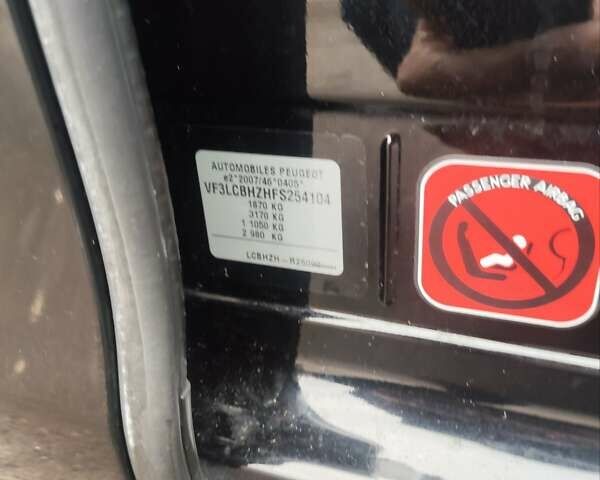 AUTOMOBILES PEUGEOT
e2*2007/46*0405*
VF3LCBHZHFS254104
1870 KG
3170 KG
1 1050 KG
2 980 KG
LCBHZH
PASSENGER AIRBAG